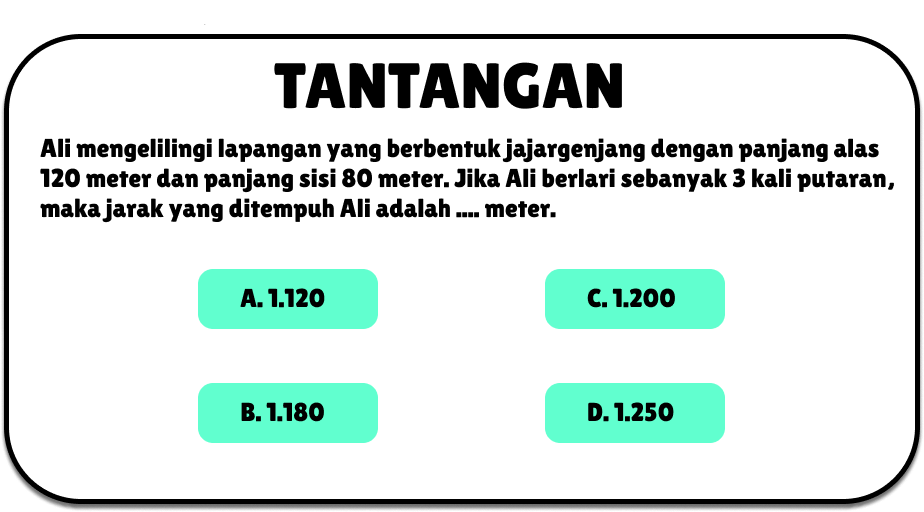 TANTANGAN
Ali mengelilingi lapangan yang berbentuk jajargenjang dengan panjang alas
120 meter dan panjang sisi 80 meter. Jika Ali berlari sebanyak 3 kali putaran,
maka jarak yang ditempuh Ali adalah .... meter.
A. 1.120
C. 1.200
B. 1.180
D. 1.250